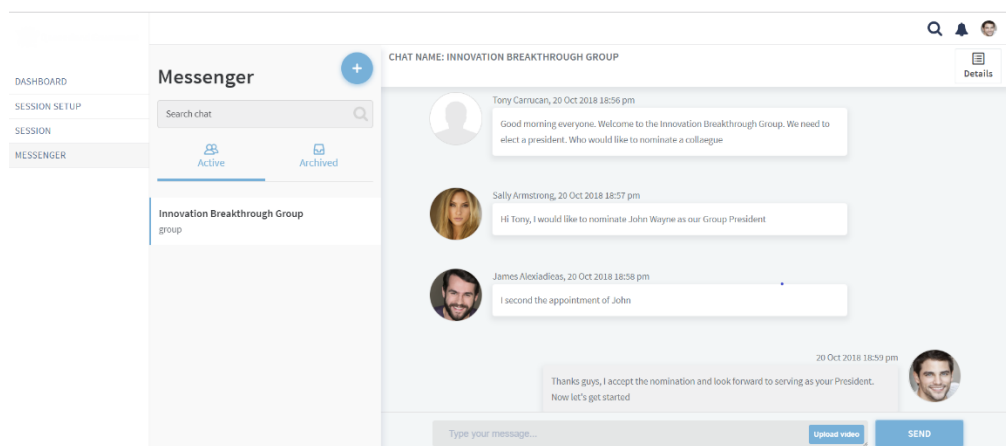 DASHBOARD
SESSION SETUP
SESSION
MESSENGER
Messenger
+
Search chat
Active
Archived
Innovation Breakthrough Group
group
CHAT NAME: INNOVATION BREAKTHROUGH GROUP
Details
Tony Carrucan, 20 Oct 2018 18:56 pm
Good morning everyone. Welcome to the Innovation Breakthrough Group. We need to
elect a president. Who would like to nominate a collaegue
Sally Armstrong, 20 Oct 2018 18:57 pm
Hi Tony, I would like to nominate John Wayne as our Group President
James Alexiadieas, 20 Oct 2018 18:58 pm
I second the appointment of John
20 Oct 2018 18:59 pm
Thanks guys, I accept the nomination and look forward to serving as your President.
Now let's get started
Type your message...
Upload video
SEND